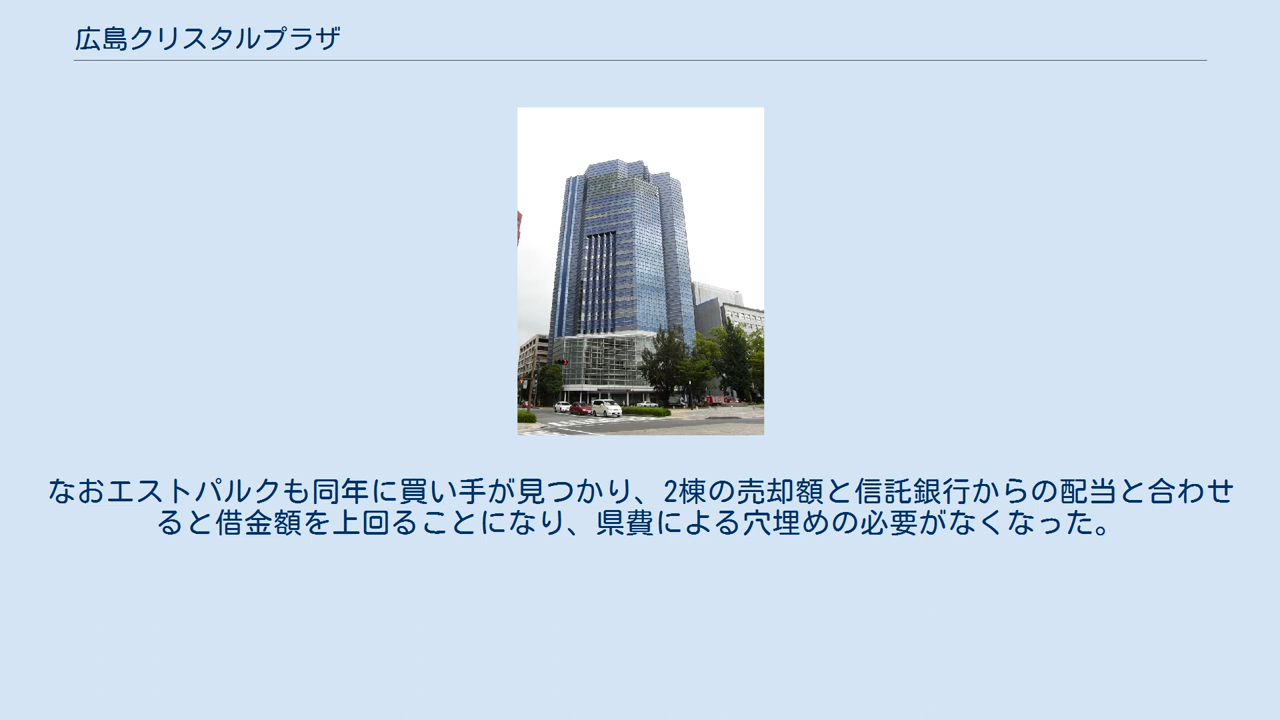 広島クリスタルプラザ
なおエストパルクも同年に買い手が見つかり、2棟の売却額と信託銀行からの配当と合わせ
ると借金額を上回ることになり、県費による穴埋めの必要がなくなった。